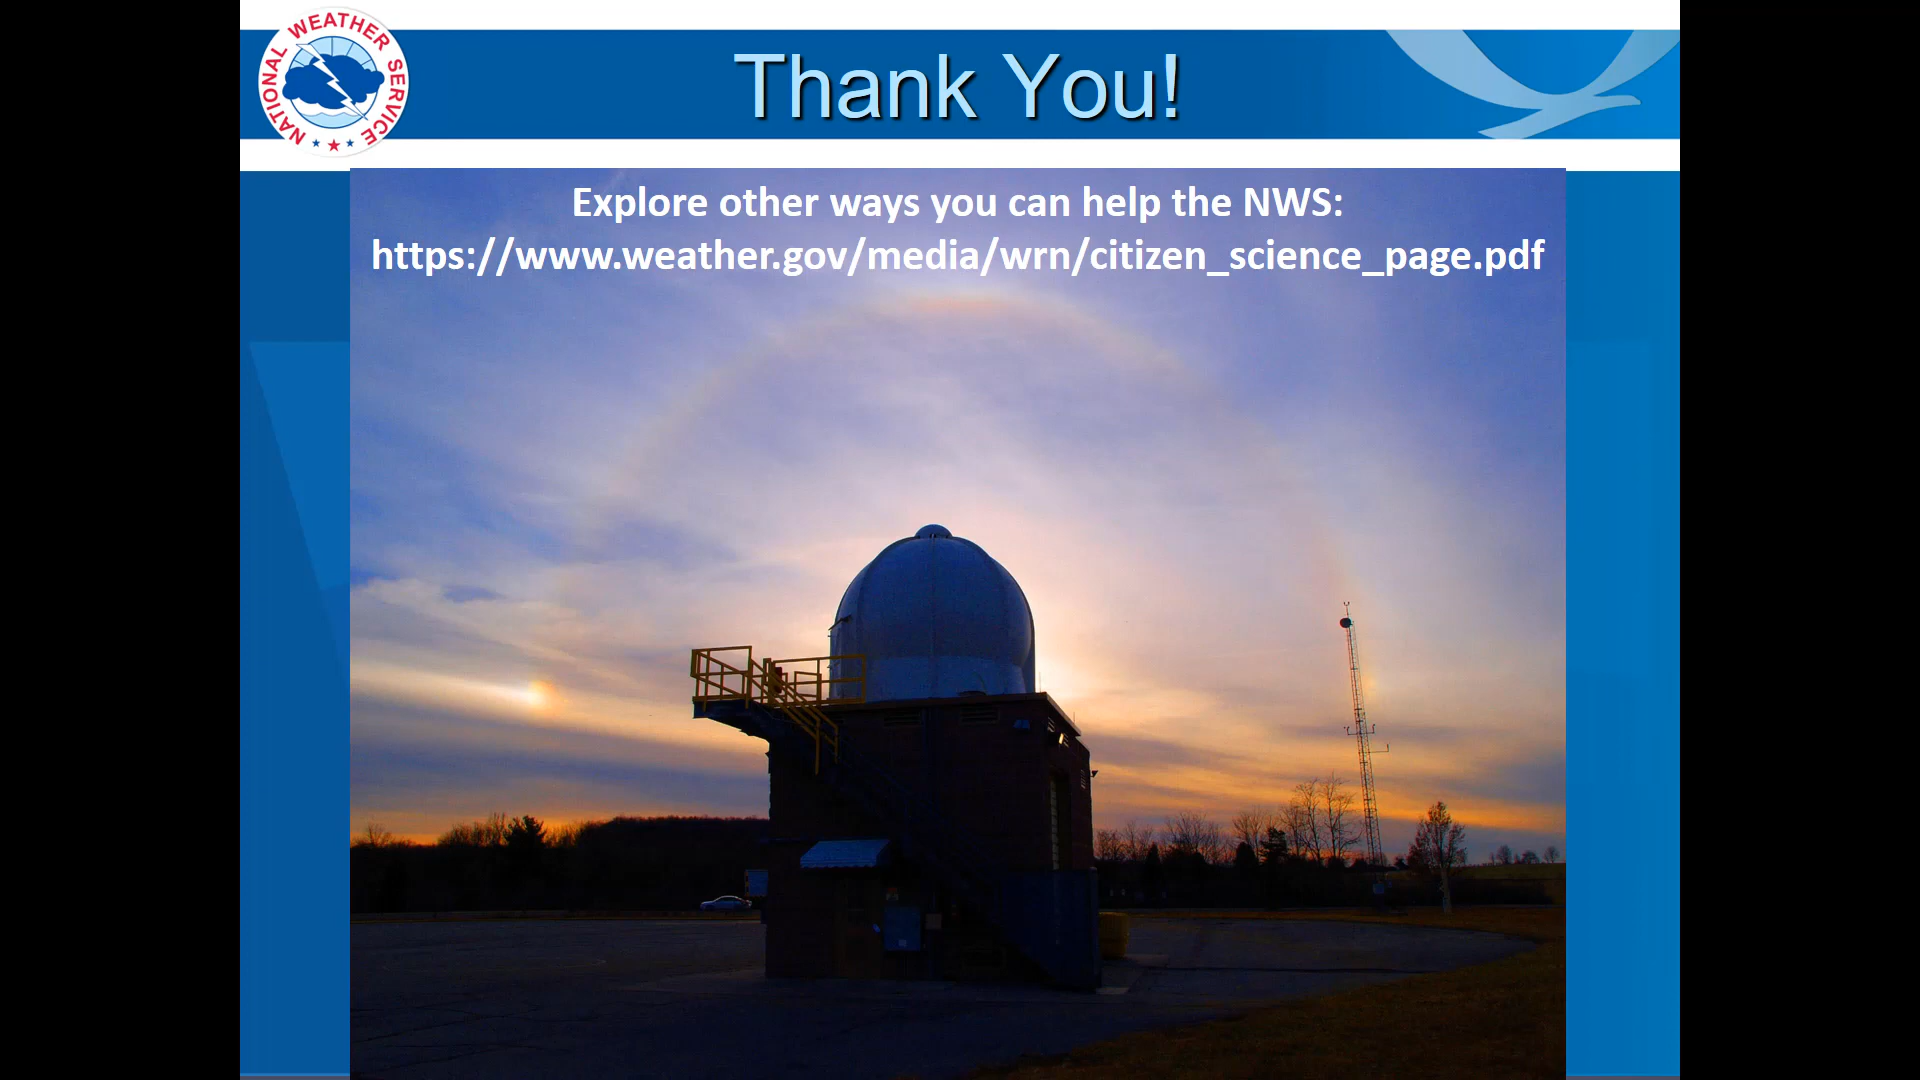 NATIONAL WEATHER SERVICE
Thank You!
Explore other ways you can help the NWS:
https://www.weather.gov/media/wrn/citizen_science_page.pdf